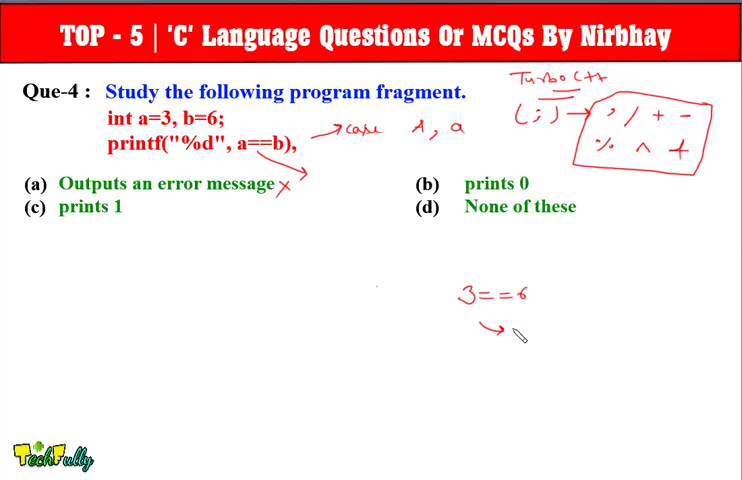 TOP - 5 | 'C' Language Questions Or MCQs By Nirbhay
Turbo C++
Que-4 : Study the following program fragment.
int a=3, b=6;
printf("%d", a==b),
case A, a
(;) , / + -
% ^
(a) Outputs an error message ×
(b) prints 0
(c) prints 1
(d) None of these
3==6
TechFully